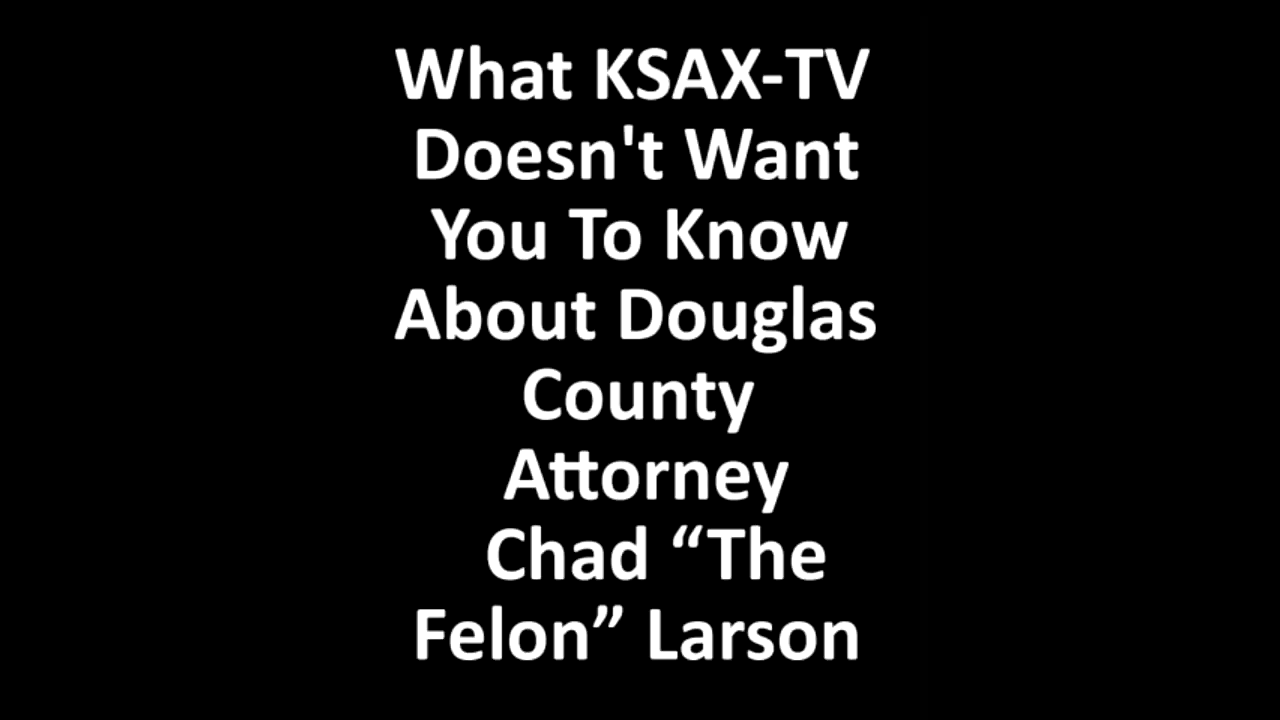 What KSAX-TV
Doesn't Want
You To Know
About Douglas
County
Attorney
Chad “The
Felon” Larson